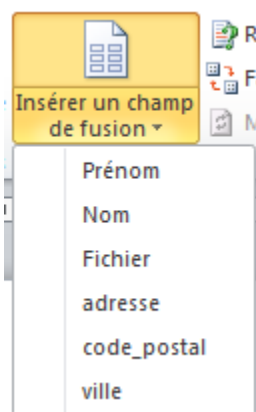 Insérer un champ
de fusion
R
F
M
Prénom
Nom
Fichier
adresse
code_postal
ville